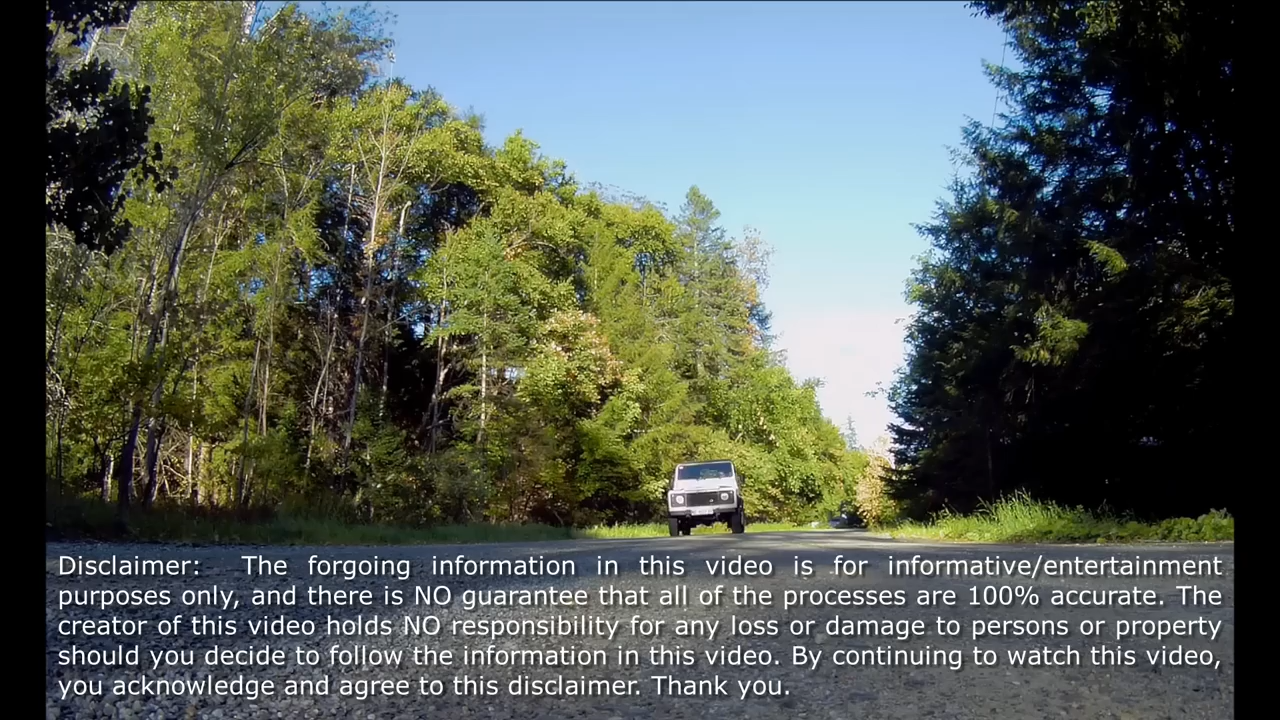 Disclaimer: The forgoing information in this video is for informative/entertainment
purposes only, and there is NO guarantee that all of the processes are 100% accurate. The
creator of this video holds NO responsibility for any loss or damage to persons or property
should you decide to follow the information in this video. By continuing to watch this video,
you acknowledge and agree to this disclaimer. Thank you.